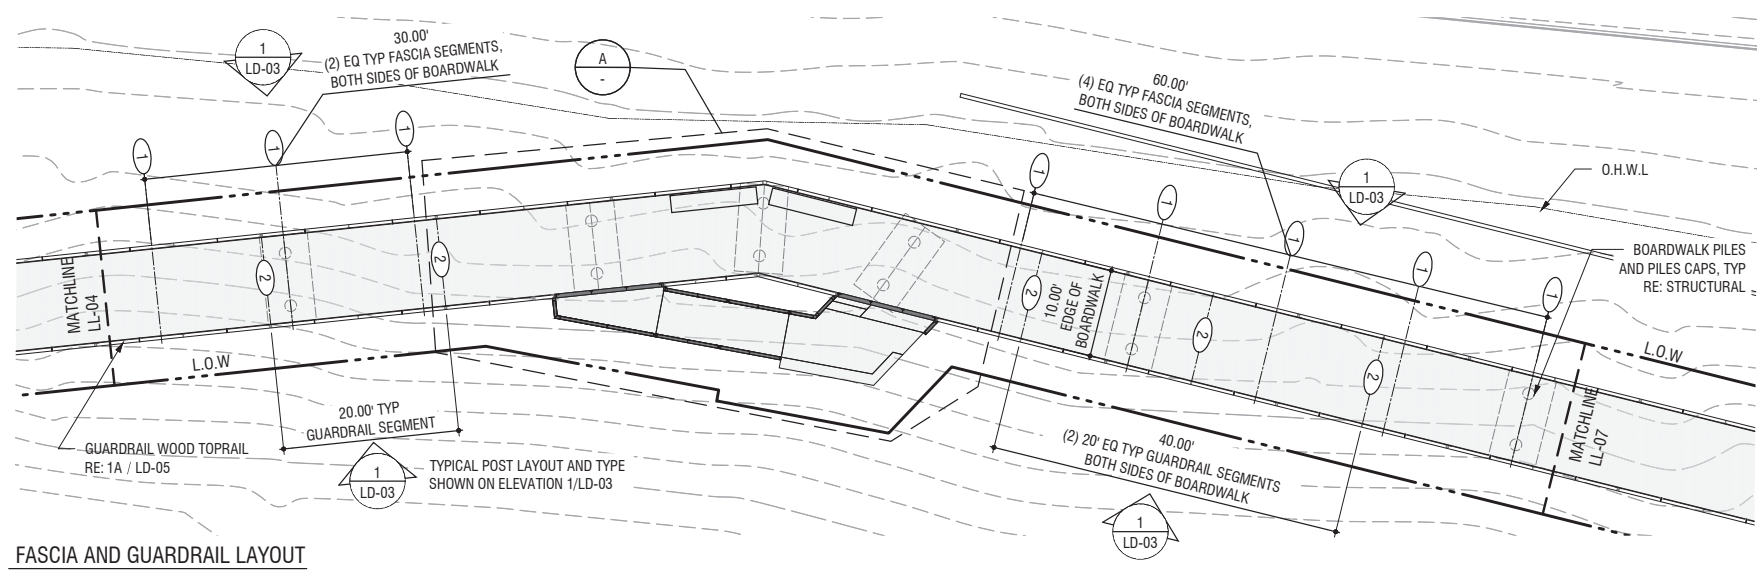 1
LD-03
30.00'
(2) EQ TYP FASCIA SEGMENTS,
BOTH SIDES OF BOARDWALK
A
-
60.00'
(4) EQ TYP FASCIA SEGMENTS,
BOTH SIDES OF BOARDWALK
1
LD-03
O.H.W.L
BOARDWALK PILES
AND PILES CAPS, TYP
RE: STRUCTURAL
1
1
1
1
1
1
1
1
MATCHLINE
LL-04
2
2
2
10.00'
EDGE OF
BOARDWALK
2
2
L.O.W
L.O.W
MATCHLINE
LL-07
20.00' TYP
GUARDRAIL SEGMENT
GUARDRAIL WOOD TOPRAIL
RE: 1A / LD-05
1
LD-03
TYPICAL POST LAYOUT AND TYPE
SHOWN ON ELEVATION 1/LD-03
40.00'
(2) 20' EQ TYP GUARDRAIL SEGMENTS
BOTH SIDES OF BOARDWALK
1
LD-03
FASCIA AND GUARDRAIL LAYOUT